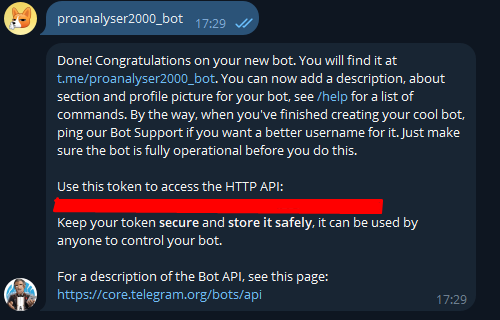 proanalyser2000_bot 17:29
Done! Congratulations on your new bot. You will find it at
t.me/proanalyser2000_bot. You can now add a description, about
section and profile picture for your bot, see /help for a list of
commands. By the way, when you've finished creating your cool bot,
ping our Bot Support if you want a better username for it. Just make
sure the bot is fully operational before you do this.
Use this token to access the HTTP API:
Keep your token secure and store it safely, it can be used by
anyone to control your bot.
For a description of the Bot API, see this page:
https://core.telegram.org/bots/api 17:29